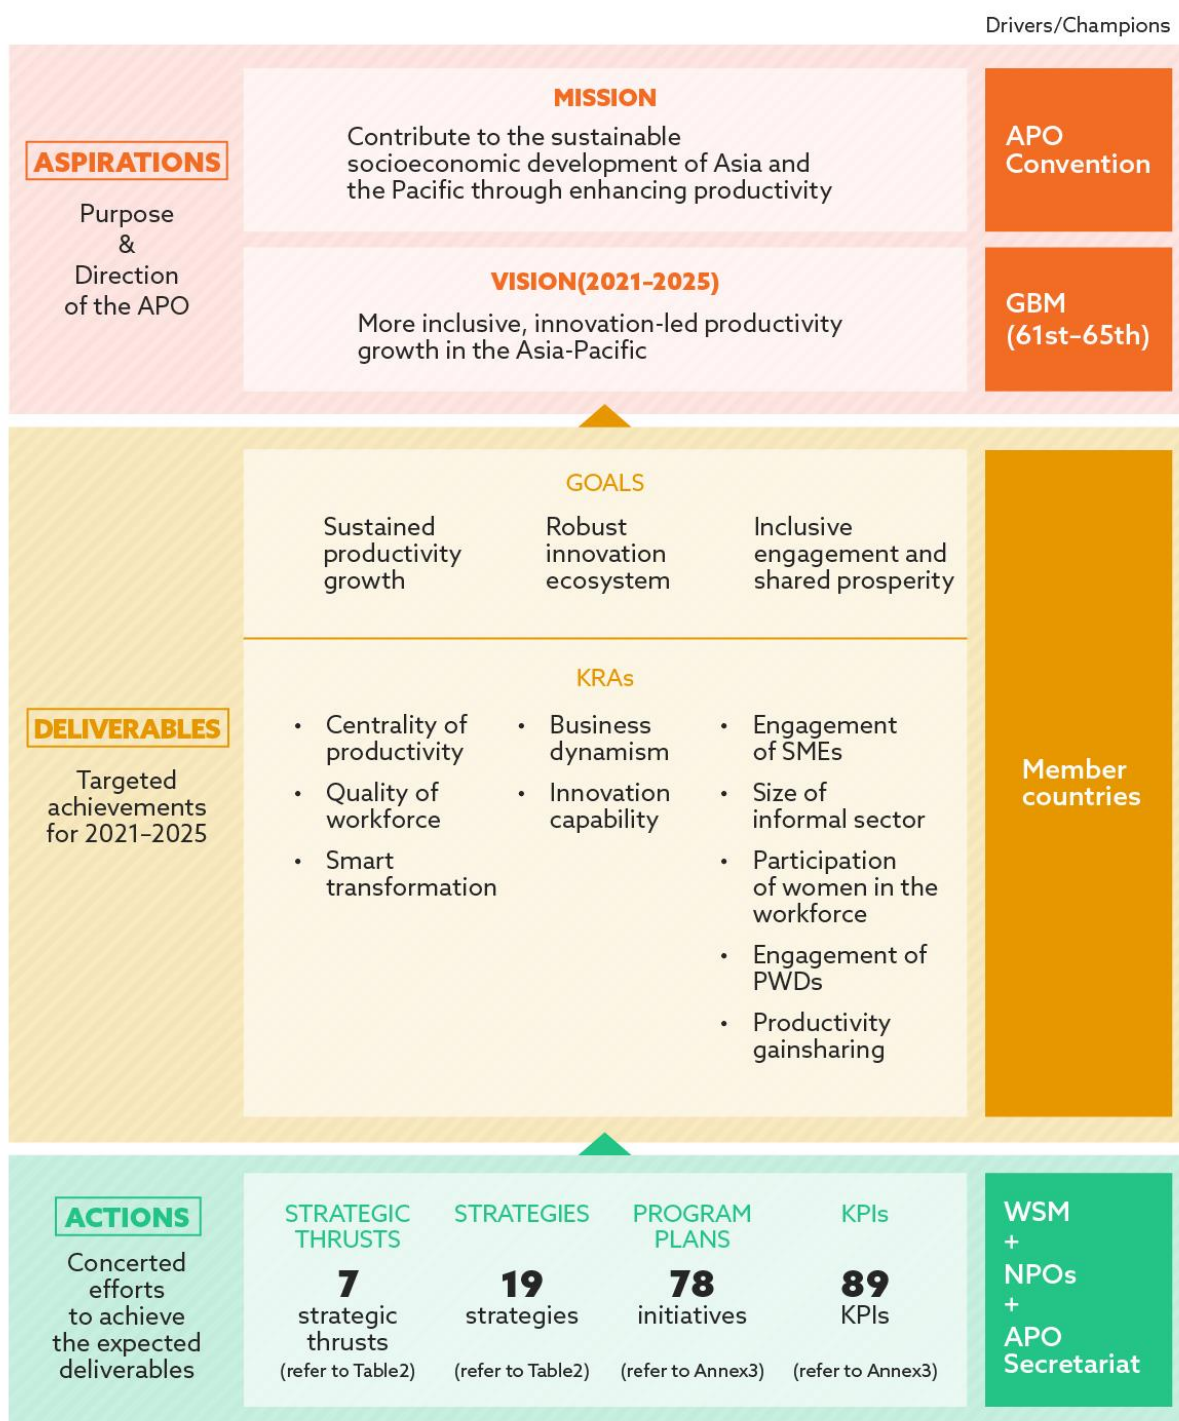 Drivers/Champions
ASPIRATIONS
Purpose
&
Direction
of the APO
MISSION
Contribute to the sustainable
socioeconomic development of Asia and
the Pacific through enhancing productivity
APO
Convention
VISION(2021–2025)
More inclusive, innovation-led productivity
growth in the Asia-Pacific
GBM
(61st–65th)
DELIVERABLES
Targeted
achievements
for 2021–2025
GOALS
Sustained
productivity
growth
Robust
innovation
ecosystem
Inclusive
engagement and
shared prosperity
KRAs
• Centrality of
productivity
• Quality of
workforce
• Smart
transformation
• Business
dynamism
• Innovation
capability
• Engagement
of SMEs
• Size of
informal sector
• Participation
of women in the
workforce
• Engagement of
PWDs
• Productivity
gainsharing
Member
countries
ACTIONS
Concerted
efforts
to achieve
the expected
deliverables
STRATEGIC
THRUSTS
7
strategic
thrusts
(refer to Table2)
STRATEGIES
19
strategies
(refer to Table2)
PROGRAM
PLANS
78
initiatives
(refer to Annex3)
KPIs
89
KPIs
(refer to Annex3)
WSM
+
NPOs
+
APO
Secretariat